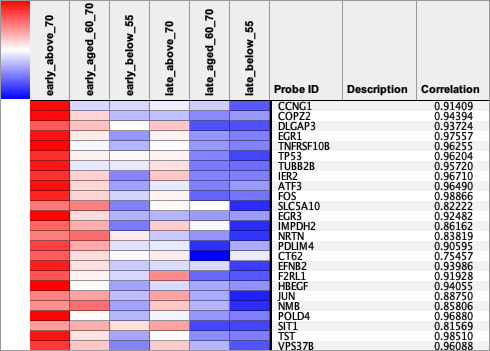 early_above_70
early_aged_60_70
early_below_55
late_above_70
late_aged_60_70
late_below_55
Probe ID Description Correlation
CCNG1 0.91409
COPZ2 0.94394
DLGAP3 0.93724
EGR1 0.97557
TNFRSF10B 0.96255
TP53 0.96204
TUBB2B 0.95720
IER2 0.96710
ATF3 0.96490
FOS 0.98866
SLC5A10 0.82222
EGR3 0.92482
IMPDH2 0.86162
NRTN 0.83819
PDLIM4 0.90595
CT62 0.75457
EFNB2 0.93986
F2RL1 0.91928
HBEGF 0.94055
JUN 0.88750
NMB 0.85806
POLD4 0.96880
SIT1 0.81569
TST 0.98510
VPS37B 0.96088